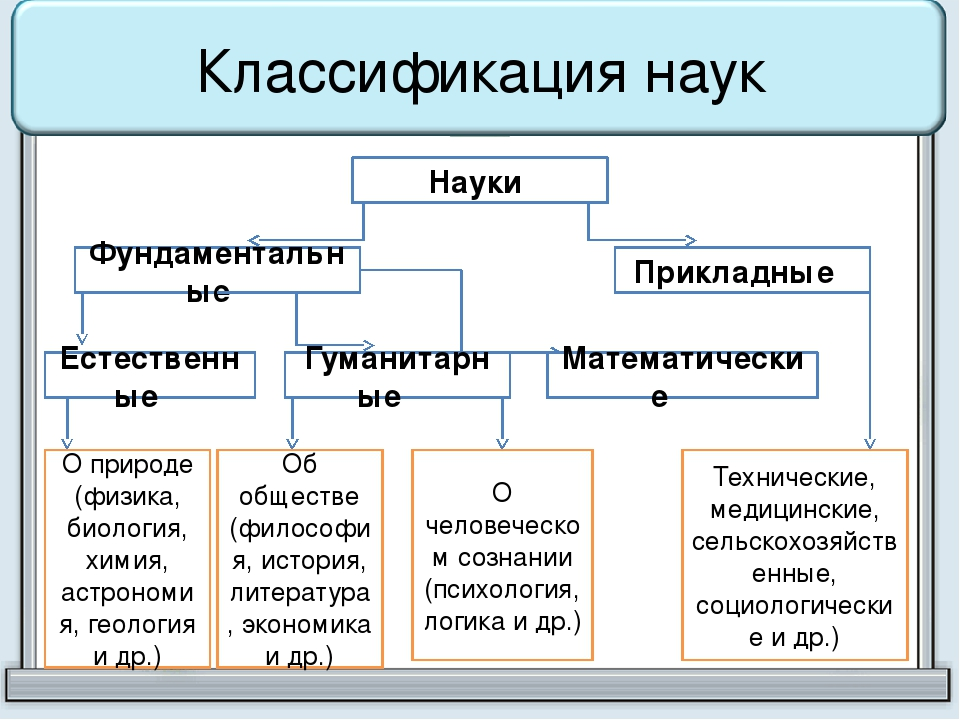 Классификация наук
Науки
Фундаментальн
ые
Прикладные
Естественн
ые
Гуманитарн
ые
Математически
е
О природе
(физика,
биология,
химия,
астрономи
я, геология
и др.)
Об
обществе
(философи
я, история,
литература
, экономика
и др.)
О
человеческо
м сознании
(психология,
логика и др.)
Технические,
медицинские,
сельскохозяйств
енные,
социологически
е и др.)